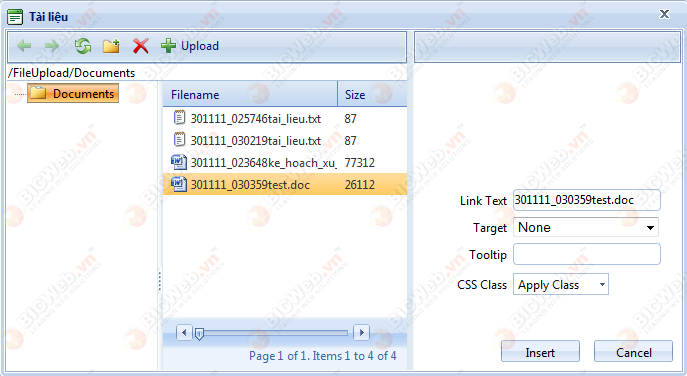 Tài liệu
Upload
/FileUpload/Documents
Documents
Filename Size
301111_025746tai_lieu.txt 87
301111_030219tai_lieu.txt 87
301111_023648ke_hoach_xu_ 77312
301111_030359test.doc 26112
Link Text 301111_030359test.doc
Target None
Tooltip
CSS Class Apply Class
Page 1 of 1. Items 1 to 4 of 4
Insert Cancel
BICWeb.vn